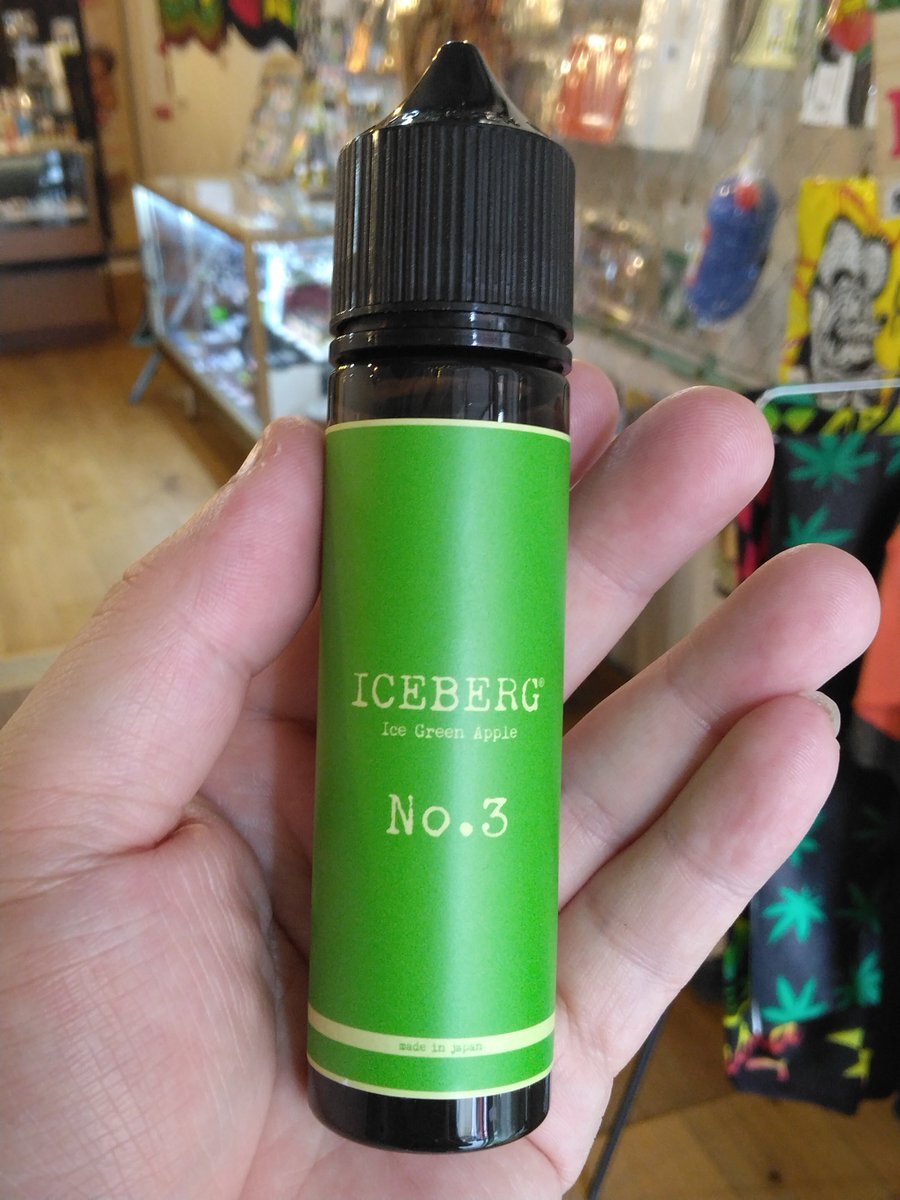 ICEBERG®
Ice Green Apple
No.3
made in japan